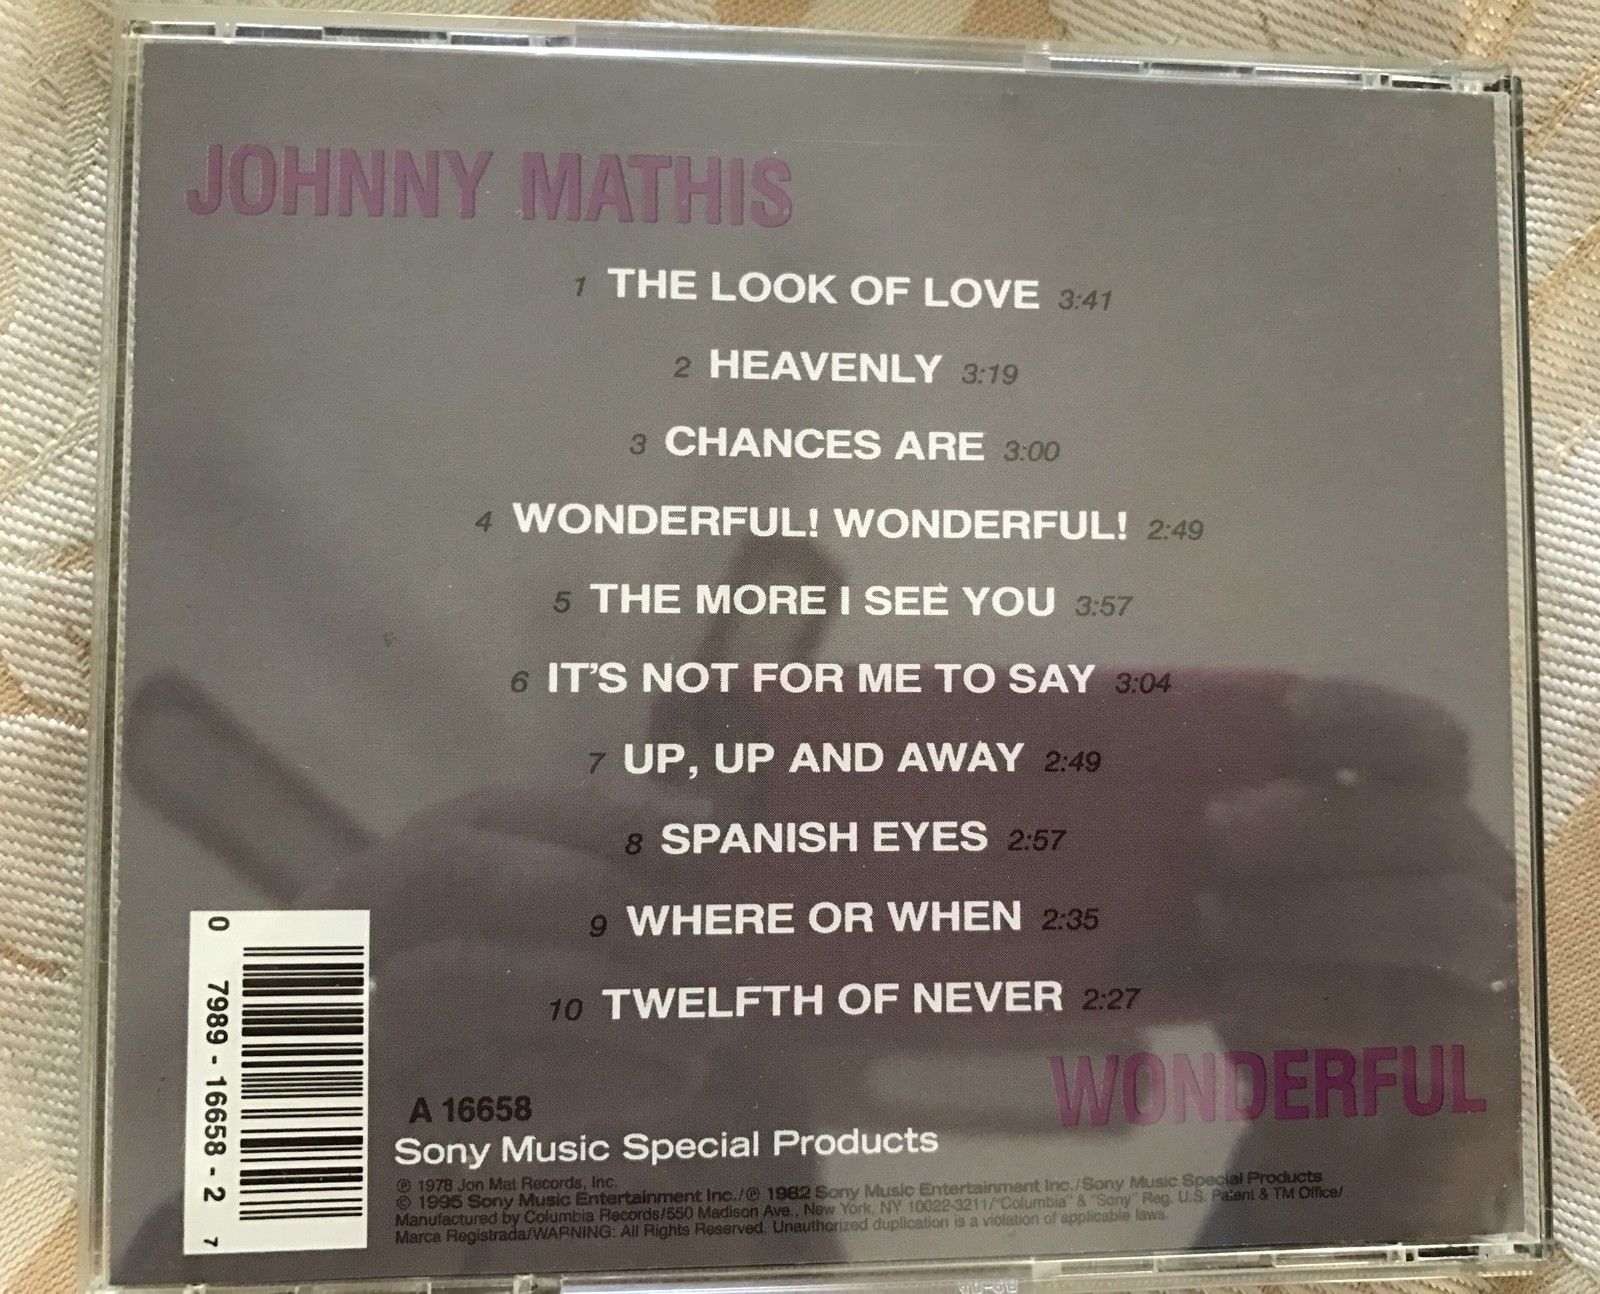 JOHNNY MATHIS
1 THE LOOK OF LOVE 3:41
2 HEAVENLY 3:19
3 CHANCES ARE 3:00
4 WONDERFUL! WONDERFUL! 2:49
5 THE MORE I SEE YOU 3:57
6 IT'S NOT FOR ME TO SAY 3:04
7 UP, UP AND AWAY 2:49
8 SPANISH EYES 2:57
9 WHERE OR WHEN 2:35
10 TWELFTH OF NEVER 2:27
WONDERFUL
0 7989-16658-2 7
A 16658
Sony Music Special Products
℗ 1978 Jon Mat Records, Inc.
© 1995 Sony Music Entertainment Inc./℗ 1982 Sony Music Entertainment Inc./Sony Music Special Products
Manufactured by Columbia Records/550 Madison Ave., New York, NY 10022-3211/"Columbia" & "Sony" Reg. U.S. Patent & TM Office/
Marca Registrada/WARNING: All Rights Reserved. Unauthorized duplication is a violation of applicable laws.